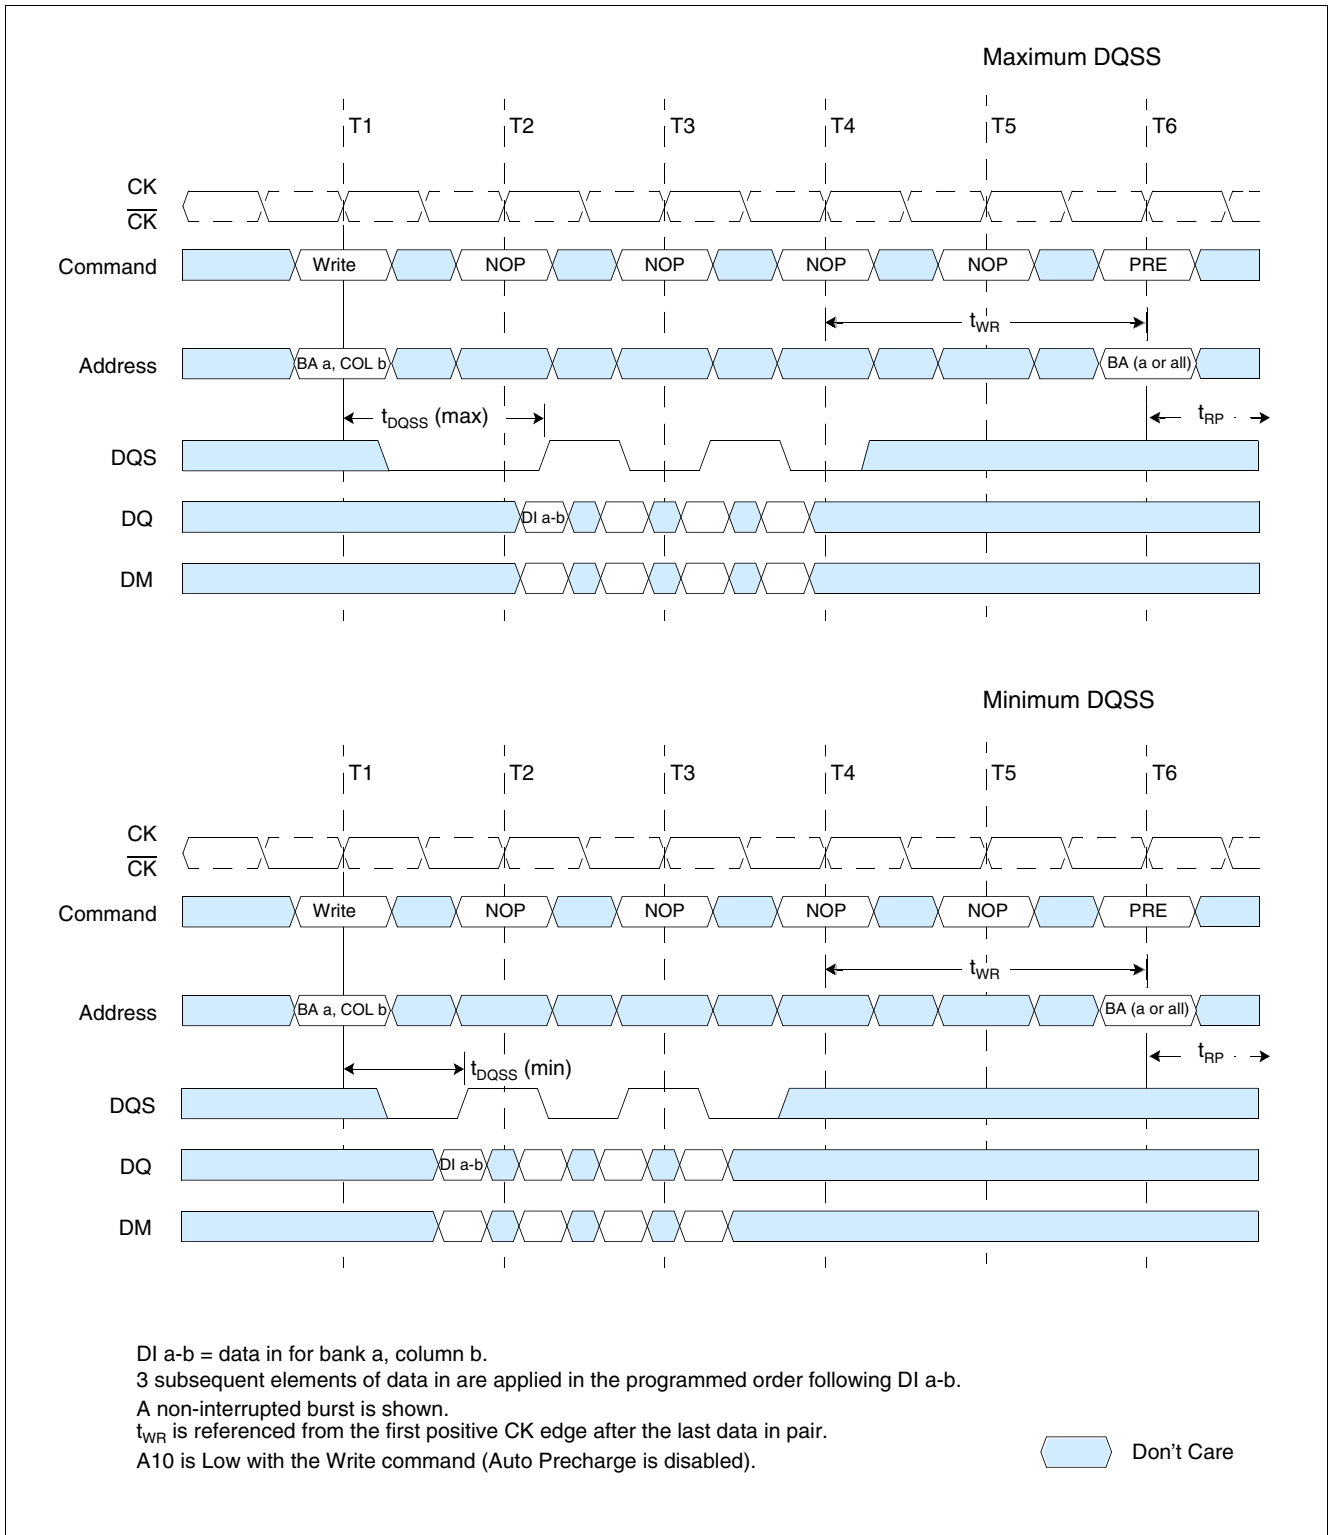 Maximum DQSS
T1 T2 T3 T4 T5 T6
CK
CK
Command Write NOP NOP NOP NOP PRE
tWR
Address BA a, COL b BA (a or all)
tDQSS (max) tRP
DQS
DQ DI a-b
DM
Minimum DQSS
T1 T2 T3 T4 T5 T6
CK
CK
Command Write NOP NOP NOP NOP PRE
tWR
Address BA a, COL b BA (a or all)
tRP
tDQSS (min)
DQS
DQ DI a-b
DM
DI a-b = data in for bank a, column b.
3 subsequent elements of data in are applied in the programmed order following DI a-b.
A non-interrupted burst is shown.
tWR is referenced from the first positive CK edge after the last data in pair.
A10 is Low with the Write command (Auto Precharge is disabled).
Don't Care